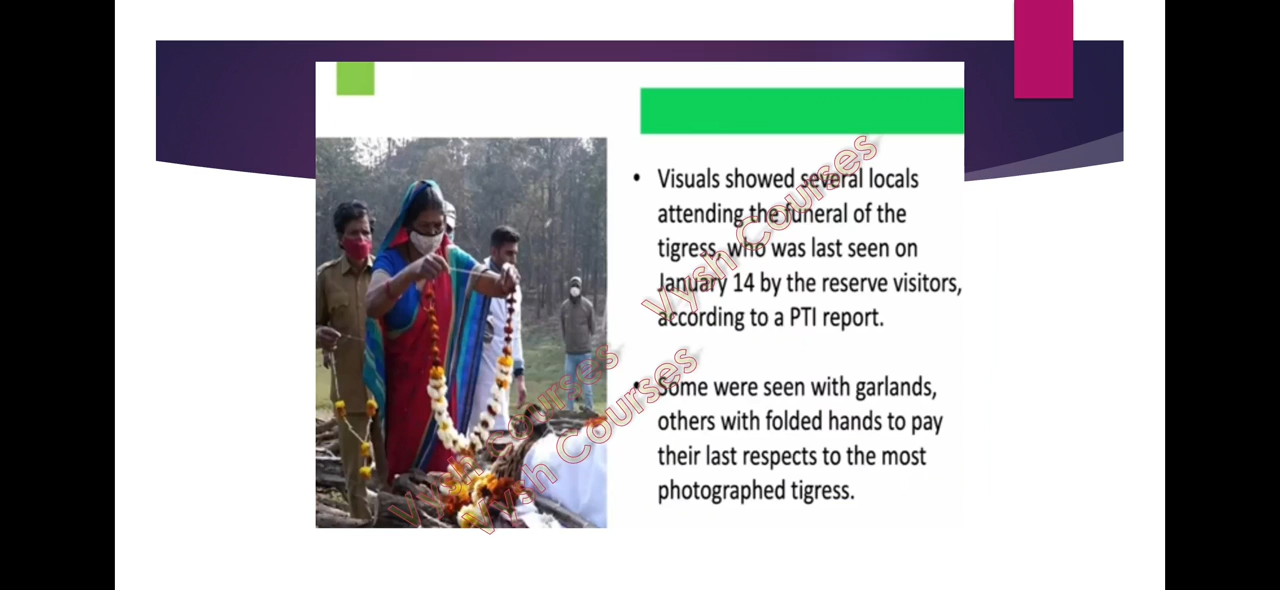 • Visuals showed several locals
attending the funeral of the
tigress, who was last seen on
January 14 by the reserve visitors,
according to a PTI report.
• Some were seen with garlands,
others with folded hands to pay
their last respects to the most
photographed tigress.
Vysh Courses
Vysh Courses
Vysh Courses